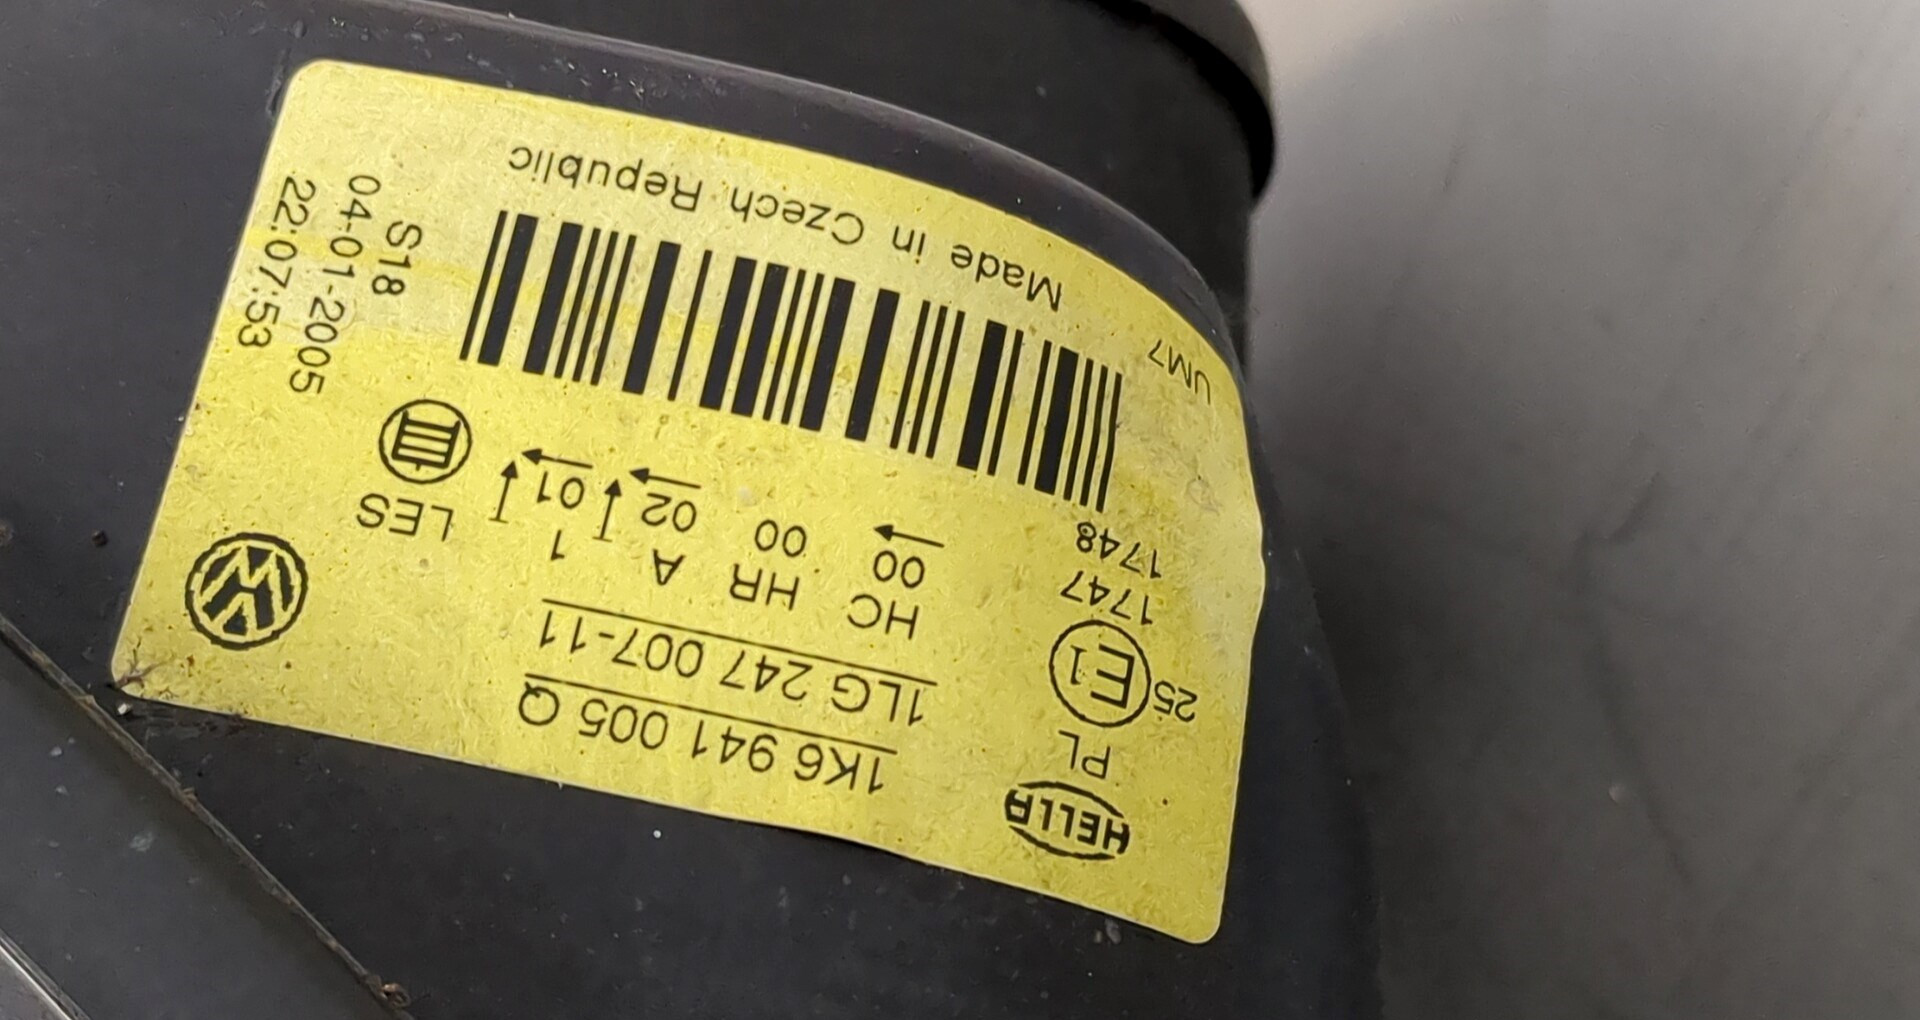 HELLA
1K6 941 005 Q
PL
1LG 247 007-11
E1 25
HC HR A 1
1747 00 00 02 01
1748
LES
Made in Czech Republic
UM7
S18
04-01-2005
22:07:53